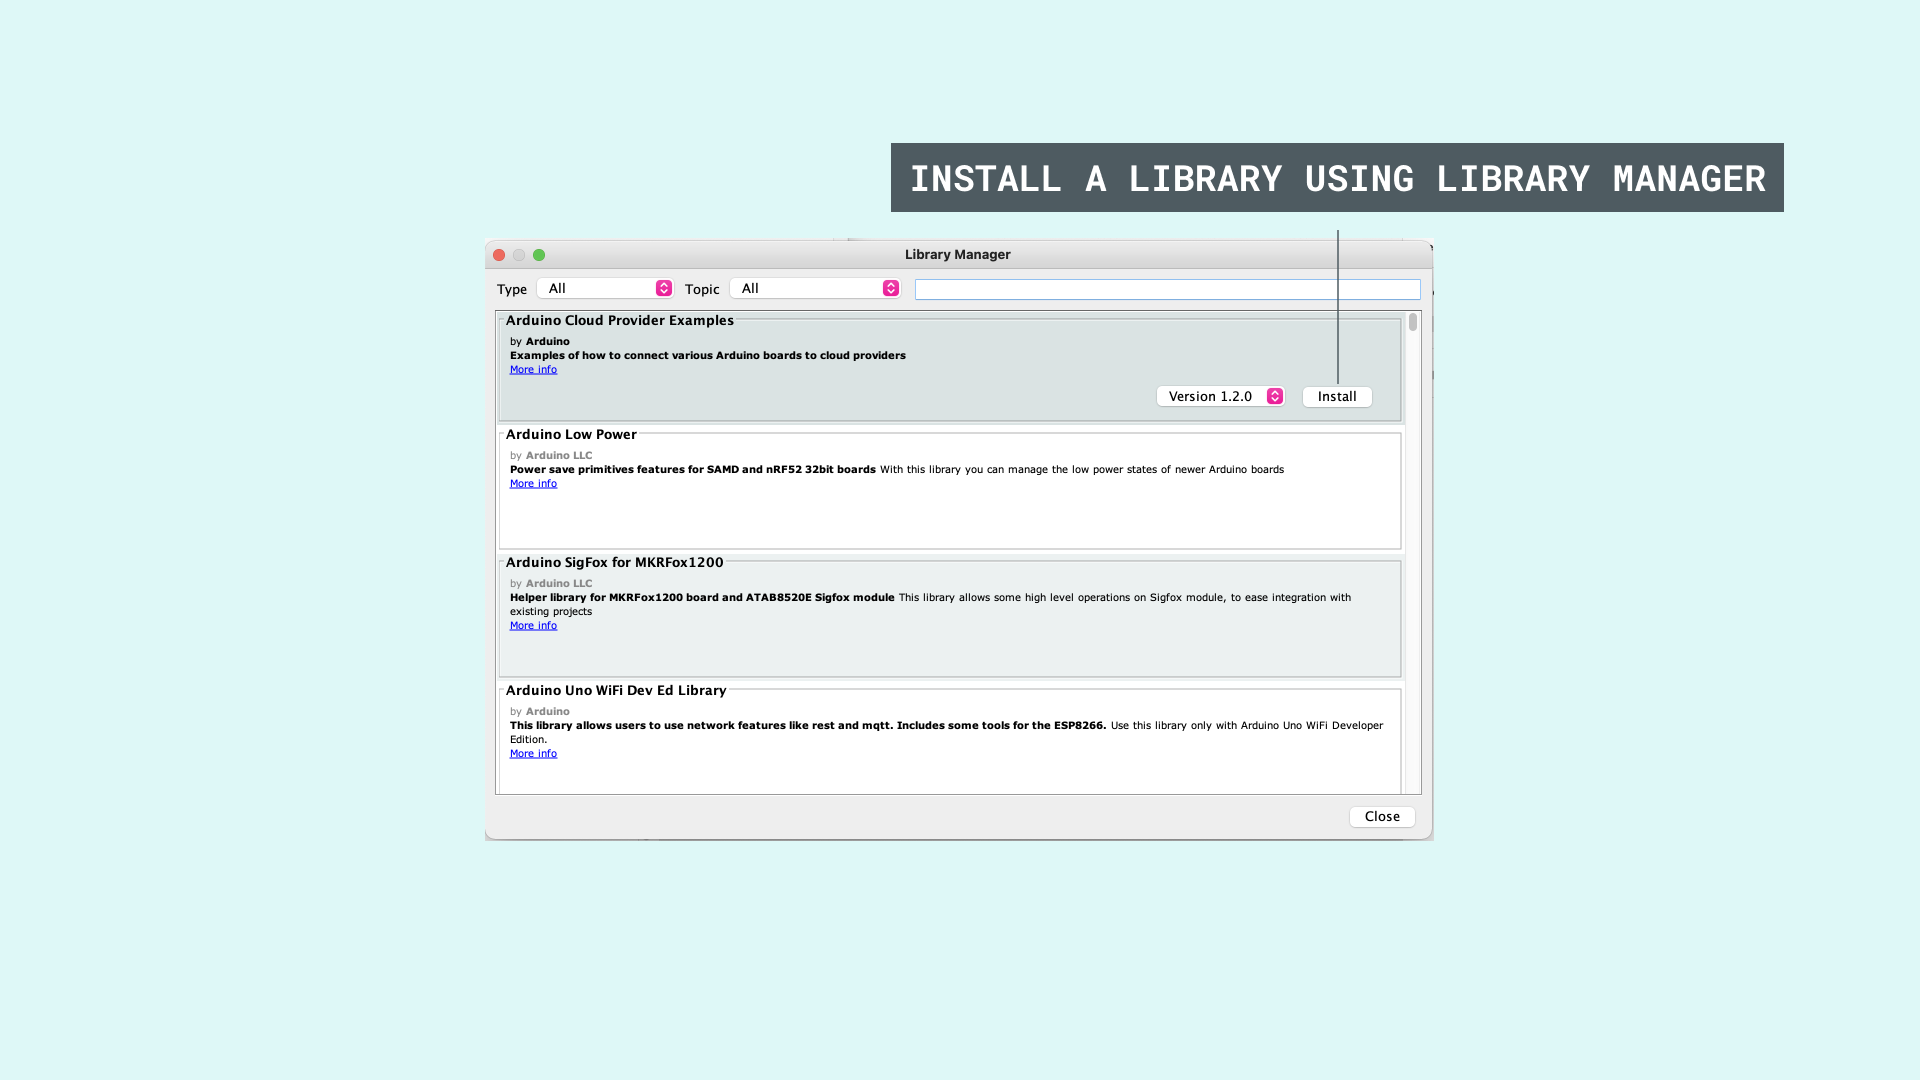 INSTALL A LIBRARY USING LIBRARY MANAGER
Library Manager
Type All Topic All
Arduino Cloud Provider Examples
by Arduino
Examples of how to connect various Arduino boards to cloud providers
More info
Version 1.2.0 Install
Arduino Low Power
by Arduino LLC
Power save primitives features for SAMD and nRF52 32bit boards With this library you can manage the low power states of newer Arduino boards
More info
Arduino SigFox for MKRFox1200
by Arduino LLC
Helper library for MKRFox1200 board and ATAB8520E Sigfox module This library allows some high level operations on Sigfox module, to ease integration with
existing projects
More info
Arduino Uno WiFi Dev Ed Library
by Arduino
This library allows users to use network features like rest and mqtt. Includes some tools for the ESP8266. Use this library only with Arduino Uno WiFi Developer
Edition.
More info
Close